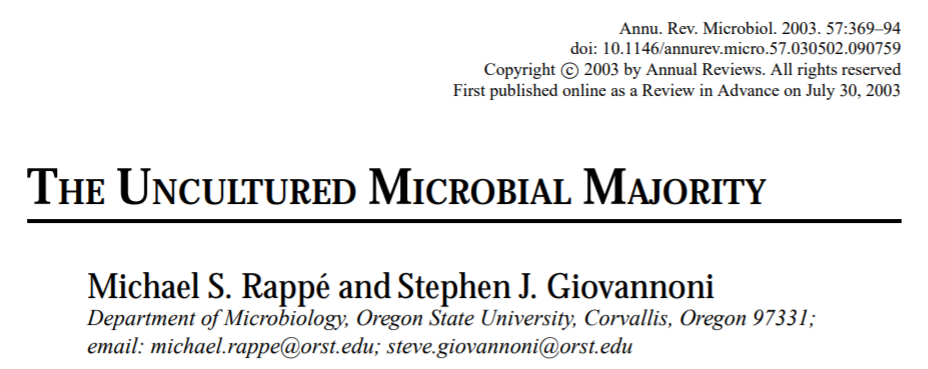 Annu. Rev. Microbiol. 2003. 57:369–94
doi: 10.1146/annurev.micro.57.030502.090759
Copyright © 2003 by Annual Reviews. All rights reserved
First published online as a Review in Advance on July 30, 2003
THE UNCULTURED MICROBIAL MAJORITY
Michael S. Rappé and Stephen J. Giovannoni
Department of Microbiology, Oregon State University, Corvallis, Oregon 97331;
email: michael.rappe@orst.edu; steve.giovannoni@orst.edu